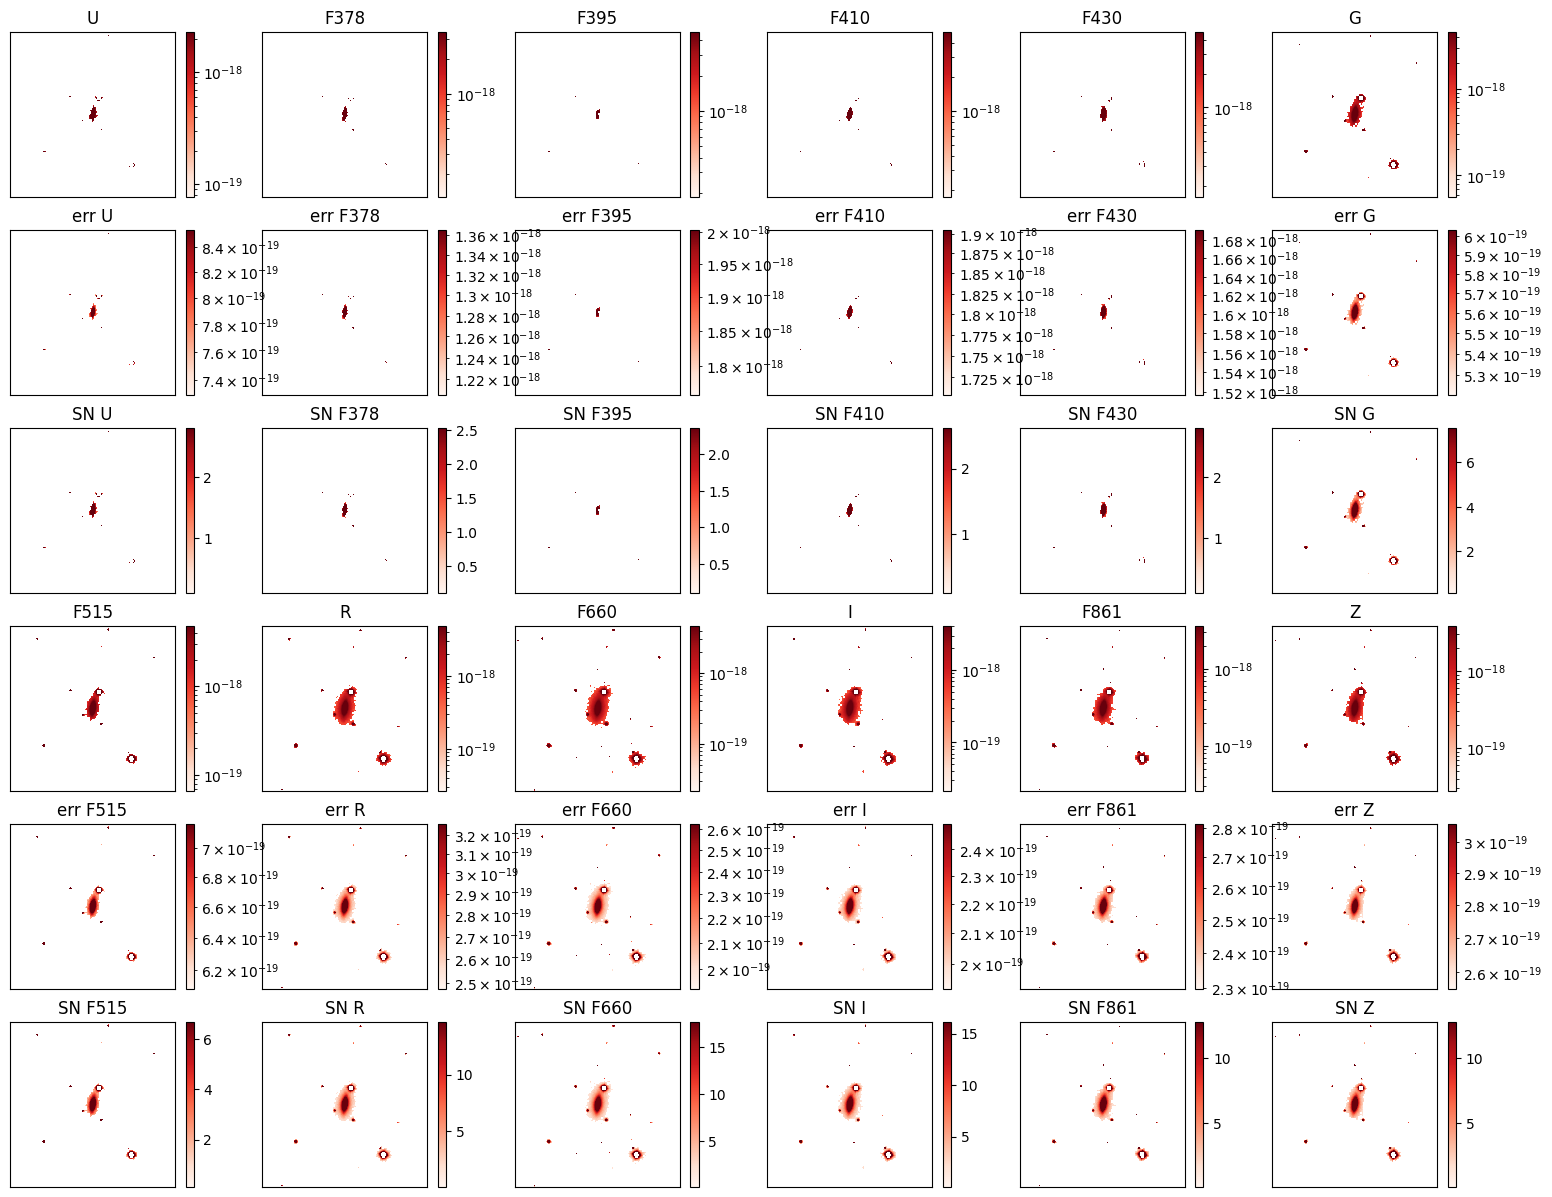 U F378 F395 F410 F430 G
10⁻¹⁸ 10⁻¹⁸ 10⁻¹⁸ 10⁻¹⁸ 10⁻¹⁸ 10⁻¹⁸
10⁻¹⁹ 10⁻¹⁹
err U err F378 err F395 err F410 err F430 err G
8.4 × 10⁻¹⁹ 1.36 × 10⁻¹⁸ 2 × 10⁻¹⁸ 1.9 × 10⁻¹⁸ 1.68 × 10⁻¹⁸ 6 × 10⁻¹⁹
8.2 × 10⁻¹⁹ 1.34 × 10⁻¹⁸ 1.95 × 10⁻¹⁸ 1.875 × 10⁻¹⁸ 1.66 × 10⁻¹⁸ 5.9 × 10⁻¹⁹
8 × 10⁻¹⁹ 1.32 × 10⁻¹⁸ 1.9 × 10⁻¹⁸ 1.85 × 10⁻¹⁸ 1.64 × 10⁻¹⁸ 5.8 × 10⁻¹⁹
7.8 × 10⁻¹⁹ 1.3 × 10⁻¹⁸ 1.85 × 10⁻¹⁸ 1.825 × 10⁻¹⁸ 1.62 × 10⁻¹⁸ 5.7 × 10⁻¹⁹
7.6 × 10⁻¹⁹ 1.28 × 10⁻¹⁸ 1.8 × 10⁻¹⁸ 1.8 × 10⁻¹⁸ 1.6 × 10⁻¹⁸ 5.6 × 10⁻¹⁹
7.4 × 10⁻¹⁹ 1.26 × 10⁻¹⁸ 1.775 × 10⁻¹⁸ 1.58 × 10⁻¹⁸ 5.5 × 10⁻¹⁹
1.24 × 10⁻¹⁸ 1.75 × 10⁻¹⁸ 1.56 × 10⁻¹⁸ 5.4 × 10⁻¹⁹
1.22 × 10⁻¹⁸ 1.725 × 10⁻¹⁸ 1.54 × 10⁻¹⁸ 5.3 × 10⁻¹⁹
1.52 × 10⁻¹⁸
SN U SN F378 SN F395 SN F410 SN F430 SN G
2 2.5 2.0 2 2 6
1 2.0 1.5 1 1 4
1.5 1.0 2
1.0 0.5
0.5
F515 R F660 I F861 Z
10⁻¹⁸ 10⁻¹⁸ 10⁻¹⁸ 10⁻¹⁸ 10⁻¹⁸ 10⁻¹⁸
10⁻¹⁹ 10⁻¹⁹ 10⁻¹⁹ 10⁻¹⁹ 10⁻¹⁹ 10⁻¹⁹
err F515 err R err F660 err I err F861 err Z
7 × 10⁻¹⁹ 3.2 × 10⁻¹⁹ 2.6 × 10⁻¹⁹ 2.4 × 10⁻¹⁹ 2.8 × 10⁻¹⁹ 3 × 10⁻¹⁹
6.8 × 10⁻¹⁹ 3.1 × 10⁻¹⁹ 2.5 × 10⁻¹⁹ 2.3 × 10⁻¹⁹ 2.7 × 10⁻¹⁹ 2.9 × 10⁻¹⁹
6.6 × 10⁻¹⁹ 3 × 10⁻¹⁹ 2.4 × 10⁻¹⁹ 2.2 × 10⁻¹⁹ 2.6 × 10⁻¹⁹ 2.8 × 10⁻¹⁹
6.4 × 10⁻¹⁹ 2.9 × 10⁻¹⁹ 2.3 × 10⁻¹⁹ 2.1 × 10⁻¹⁹ 2.5 × 10⁻¹⁹ 2.7 × 10⁻¹⁹
6.2 × 10⁻¹⁹ 2.8 × 10⁻¹⁹ 2.2 × 10⁻¹⁹ 2 × 10⁻¹⁹ 2.4 × 10⁻¹⁹ 2.6 × 10⁻¹⁹
2.7 × 10⁻¹⁹ 2.1 × 10⁻¹⁹ 2.3 × 10⁻¹⁹
2.6 × 10⁻¹⁹ 2 × 10⁻¹⁹
2.5 × 10⁻¹⁹
SN F515 SN R SN F660 SN I SN F861 SN Z
6 10 15 15 10 10
4 5 10 10 5 5
2 5 5